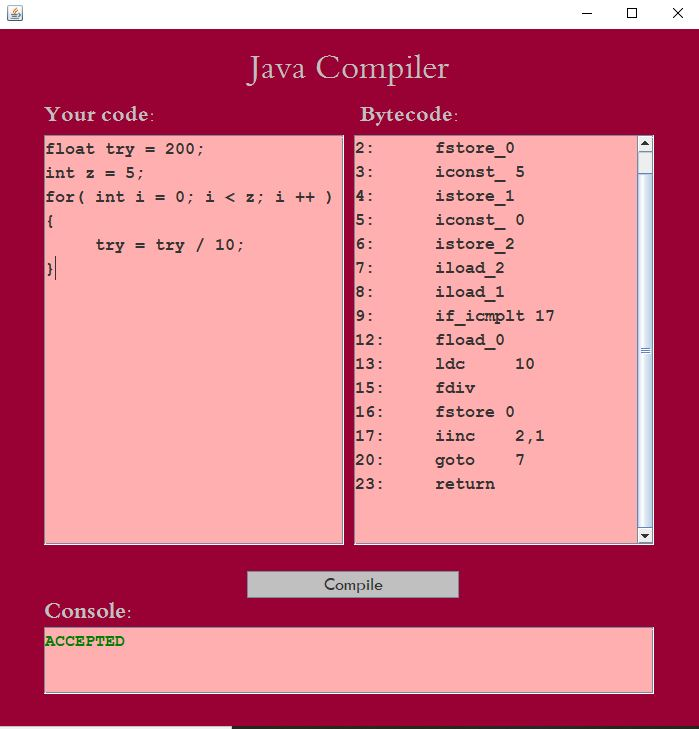 Java Compiler
Your code:
float try = 200;
int z = 5;
for( int i = 0; i < z; i ++ )
{
     try = try / 10;
}
Bytecode:
2:      fstore_0
3:      iconst_ 5
4:      istore_1
5:      iconst_ 0
6:      istore_2
7:      iload_2
8:      iload_1
9:      if_icmplt 17
12:     fload_0
13:     ldc     10
15:     fdiv
16:     fstore 0
17:     iinc    2,1
20:     goto    7
23:     return
Compile
Console:
ACCEPTED